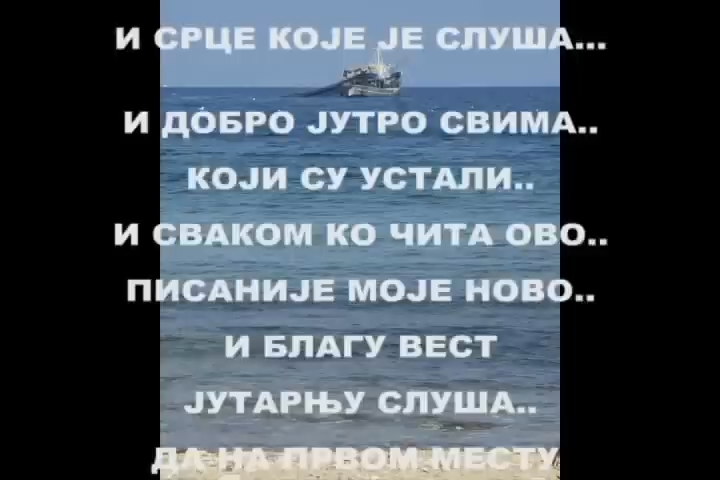 И СРЦЕ КОЈЕ ЈЕ СЛУША...
И ДОБРО ЈУТРО СВИМА..
КОЈИ СУ УСТАЛИ..
И СВАКОМ КО ЧИТА ОВО..
ПИСАНИЈЕ МОЈЕ НОВО..
И БЛАГУ ВЕСТ
ЈУТАРЊУ СЛУША..
ДА НА ПРВОМ МЕСТУ